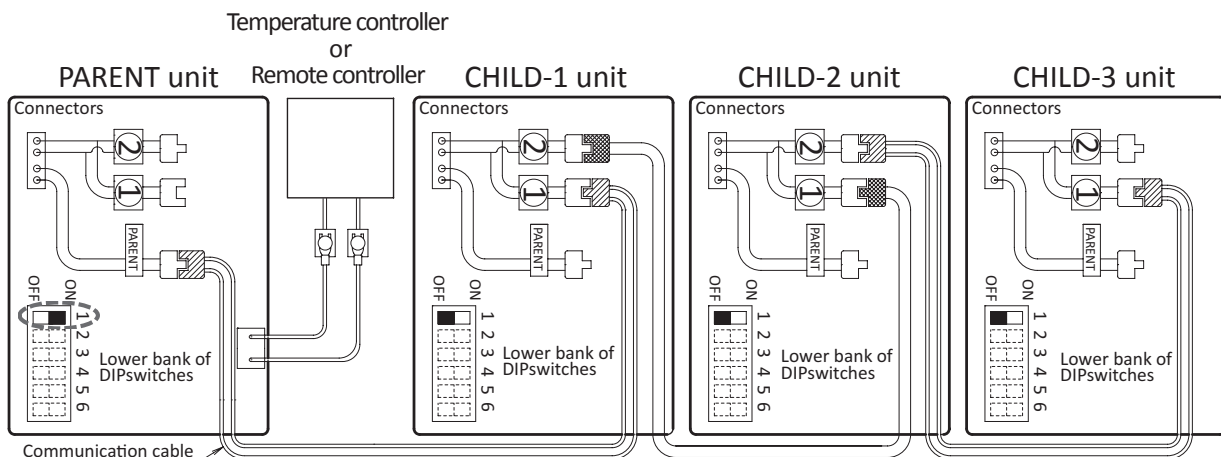 Temperature controller
or
Remote controller
PARENT unit
CHILD-1 unit
CHILD-2 unit
CHILD-3 unit
Connectors
2
1
PARENT
OFF
ON
1
2
3
4
5
6
Lower bank of
DIPswitches
Connectors
2
1
PARENT
OFF
ON
1
2
3
4
5
6
Lower bank of
DIPswitches
Connectors
2
1
PARENT
OFF
ON
1
2
3
4
5
6
Lower bank of
DIPswitches
Connectors
2
1
PARENT
OFF
ON
1
2
3
4
5
6
Lower bank of
DIPswitches
Communication cable